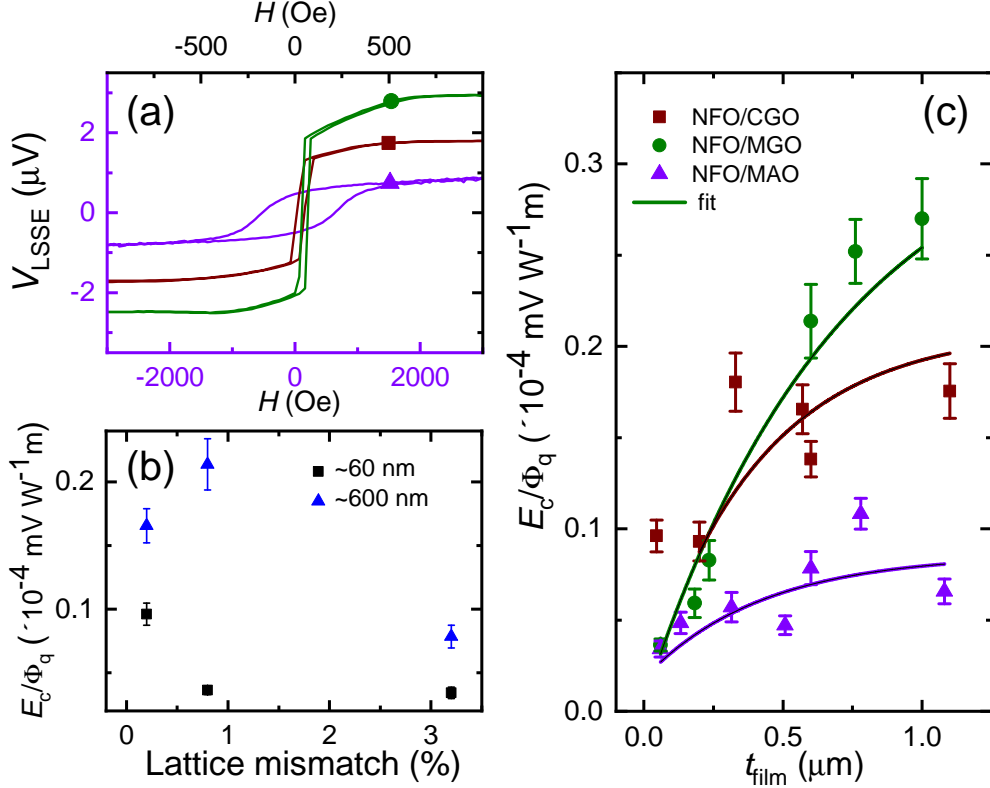 H (Oe)
-500 0 500
(a)
V_LSSE (μV)
2
0
-2
-2000 0 2000
H (Oe)
(b)
~60 nm
~600 nm
E_c/Φ_q (´10⁻⁴ mV W⁻¹m)
0.2
0.1
0 1 2 3
Lattice mismatch (%)
(c)
NFO/CGO
NFO/MGO
NFO/MAO
fit
E_c/Φ_q (´10⁻⁴ mV W⁻¹m)
0.3
0.2
0.1
0.0
0.0 0.5 1.0
t_film (μm)